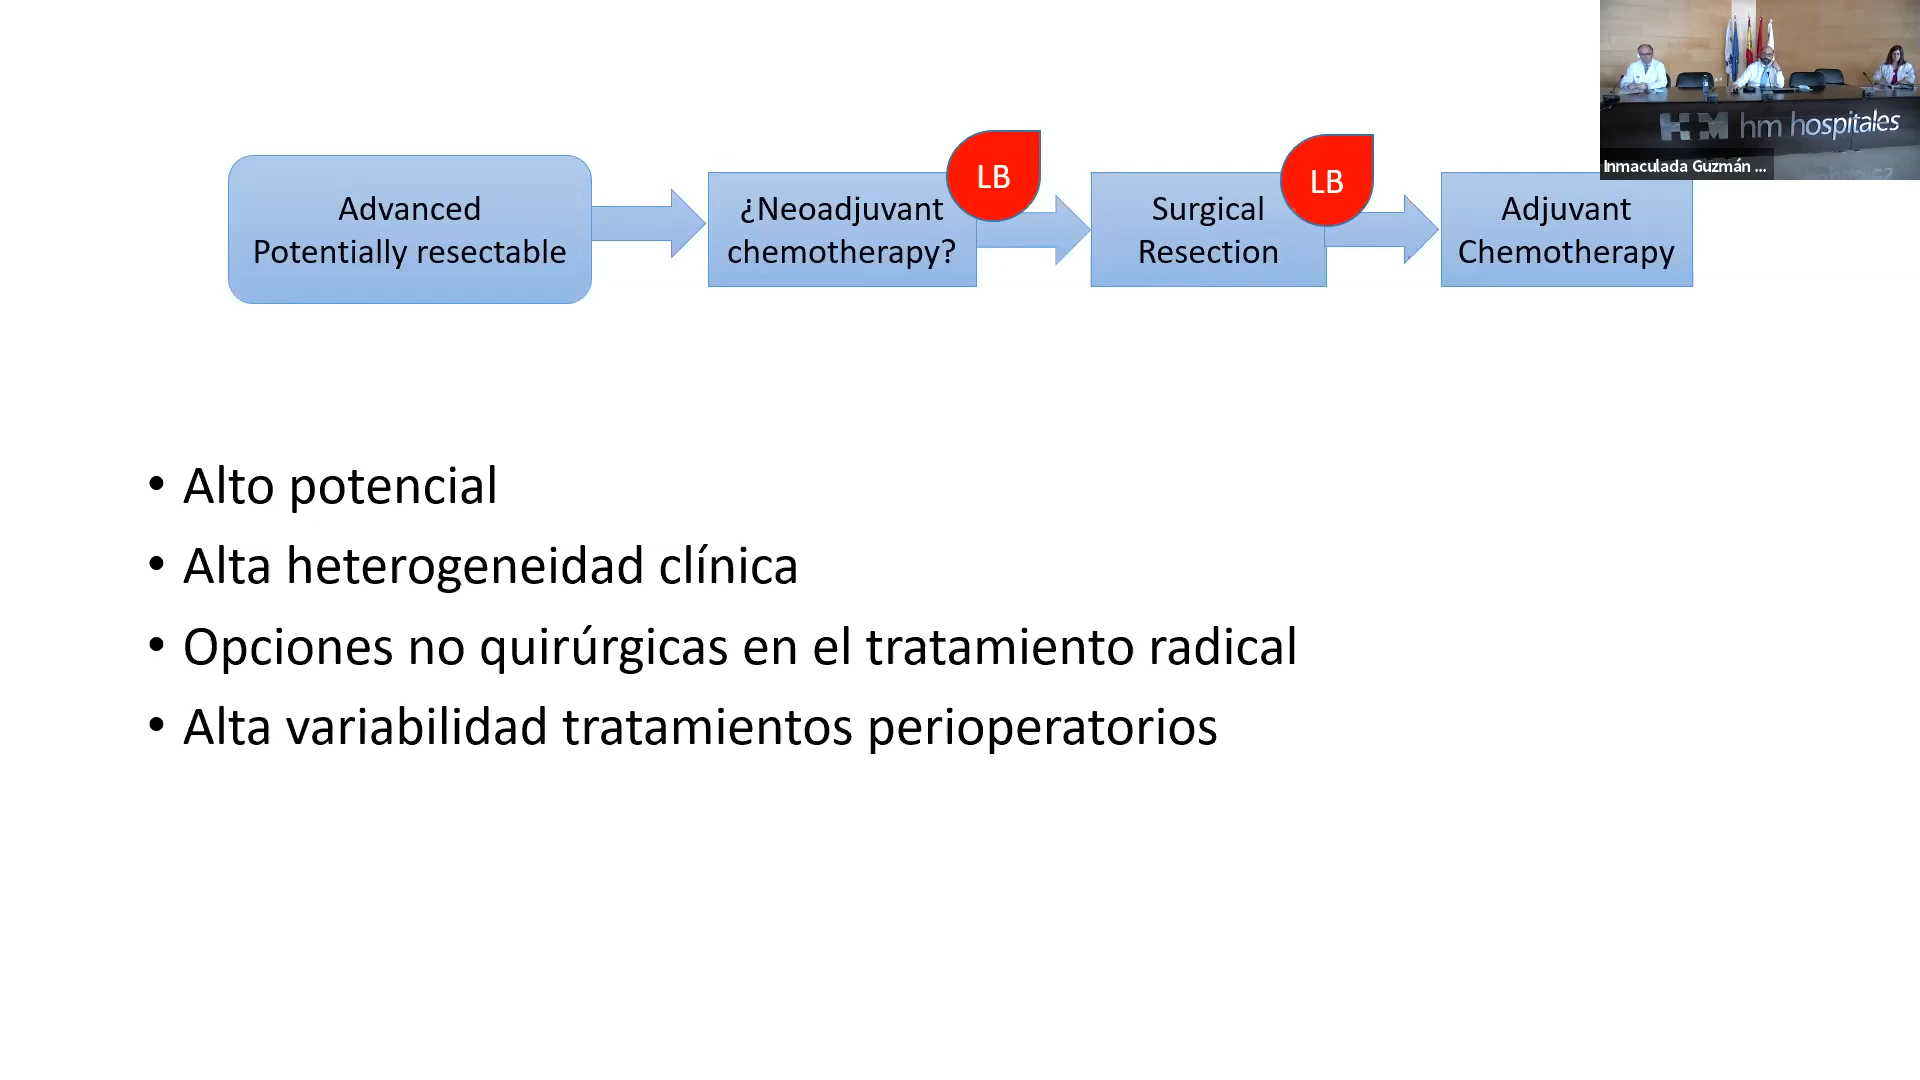 Advanced
Potentially resectable
¿Neoadjuvant
chemotherapy?
LB
Surgical
Resection
LB
Adjuvant
Chemotherapy
hm hospitales
Inmaculada Guzmán ...
• Alto potencial
• Alta heterogeneidad clínica
• Opciones no quirúrgicas en el tratamiento radical
• Alta variabilidad tratamientos perioperatorios